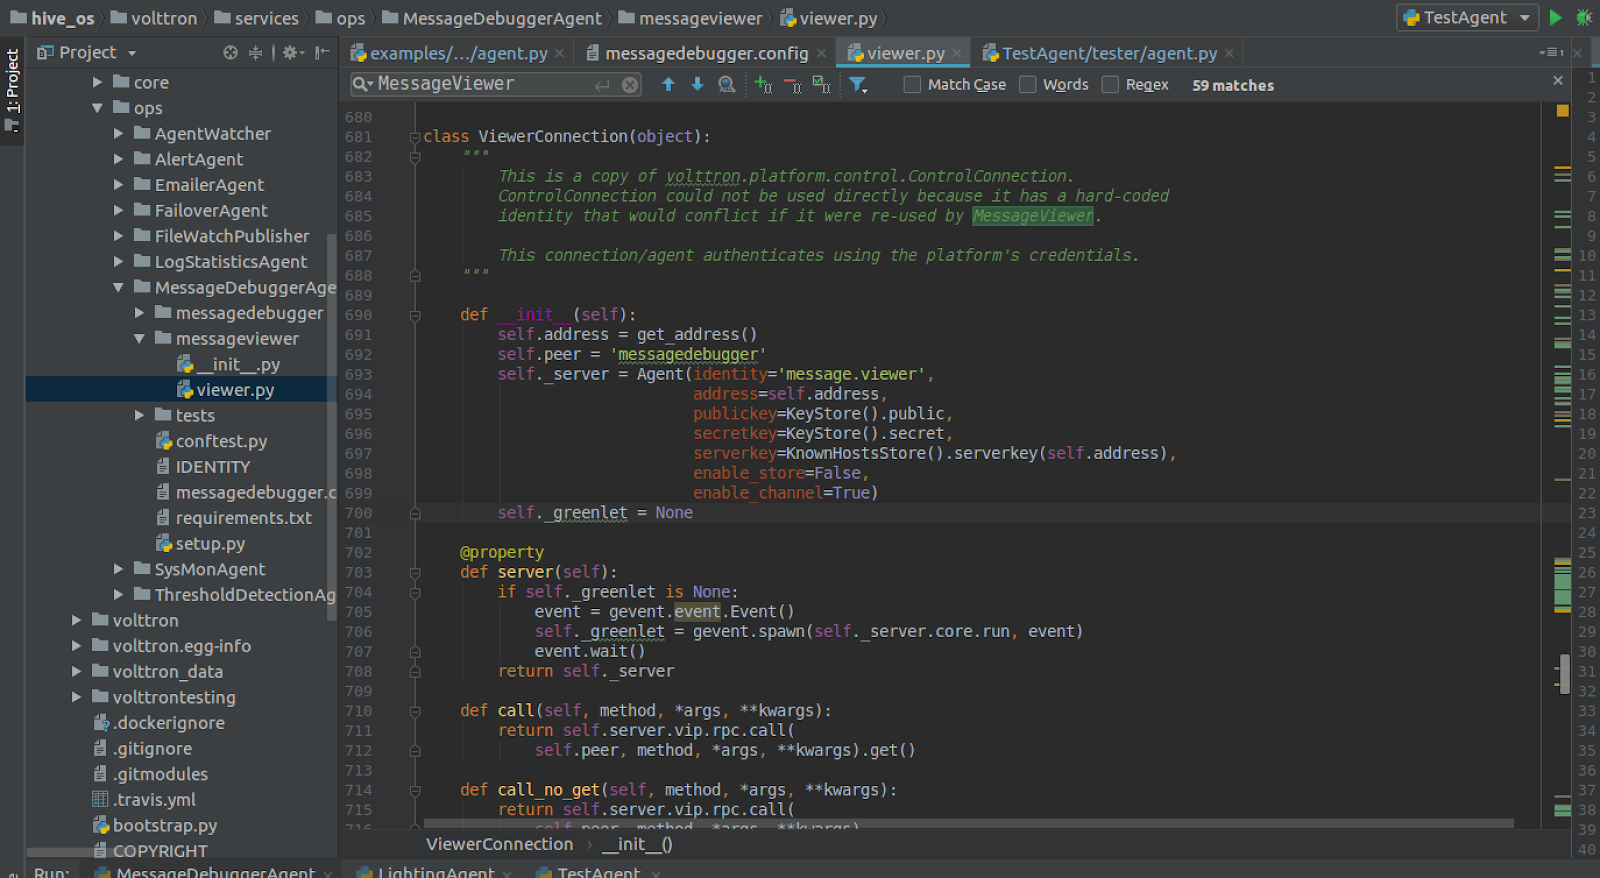 hive_os volttron services ops MessageDebuggerAgent messageviewer viewer.py TestAgent
1: Project
Project
examples/.../agent.py messagedebugger.config viewer.py TestAgent/tester/agent.py
MessageViewer Match Case Words Regex 59 matches
core
ops
AgentWatcher
AlertAgent
EmailerAgent
FailoverAgent
FileWatchPublisher
LogStatisticsAgent
MessageDebuggerAge
messagedebugger
messageviewer
__init__.py
viewer.py
tests
conftest.py
IDENTITY
messagedebugger.c
requirements.txt
setup.py
SysMonAgent
ThresholdDetectionAg
volttron
volttron.egg-info
volttron_data
volttrontesting
.dockerignore
.gitignore
.gitmodules
.travis.yml
bootstrap.py
COPYRIGHT
680
681 class ViewerConnection(object):
682 """
683 This is a copy of volttron.platform.control.ControlConnection.
684 ControlConnection could not be used directly because it has a hard-coded
685 identity that would conflict if it were re-used by MessageViewer.
686
687 This connection/agent authenticates using the platform's credentials.
688 """
689
690 def __init__(self):
691 self.address = get_address()
692 self.peer = 'messagedebugger'
693 self._server = Agent(identity='message.viewer',
694 address=self.address,
695 publickey=KeyStore().public,
696 secretkey=KeyStore().secret,
697 serverkey=KnownHostsStore().serverkey(self.address),
698 enable_store=False,
699 enable_channel=True)
700 self._greenlet = None
701
702 @property
703 def server(self):
704 if self._greenlet is None:
705 event = gevent.event.Event()
706 self._greenlet = gevent.spawn(self._server.core.run, event)
707 event.wait()
708 return self._server
709
710 def call(self, method, *args, **kwargs):
711 return self.server.vip.rpc.call(
712 self.peer, method, *args, **kwargs).get()
713
714 def call_no_get(self, method, *args, **kwargs):
715 return self.server.vip.rpc.call(
716 self.peer, method, *args, **kwargs)
1
2
3
4
5
6
7
8
9
10
11
12
13
14
15
16
17
18
19
20
21
22
23
24
25
26
27
28
29
30
31
32
33
34
35
36
37
38
39
40
ViewerConnection __init__()
Run: MessageDebuggerAgent LightingAgent TestAgent